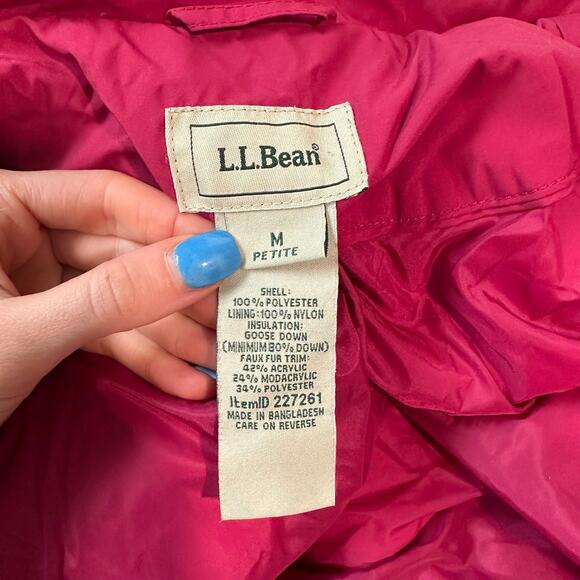 L.L.Bean®
M
PETITE
SHELL:
100% POLYESTER
LINING: 100% NYLON
INSULATION:
GOOSE DOWN
(MINIMUM 80% DOWN)
FAUX FUR TRIM:
42% ACRYLIC
24% MODACRYLIC
34% POLYESTER
ItemID 227261
MADE IN BANGLADESH
CARE ON REVERSE